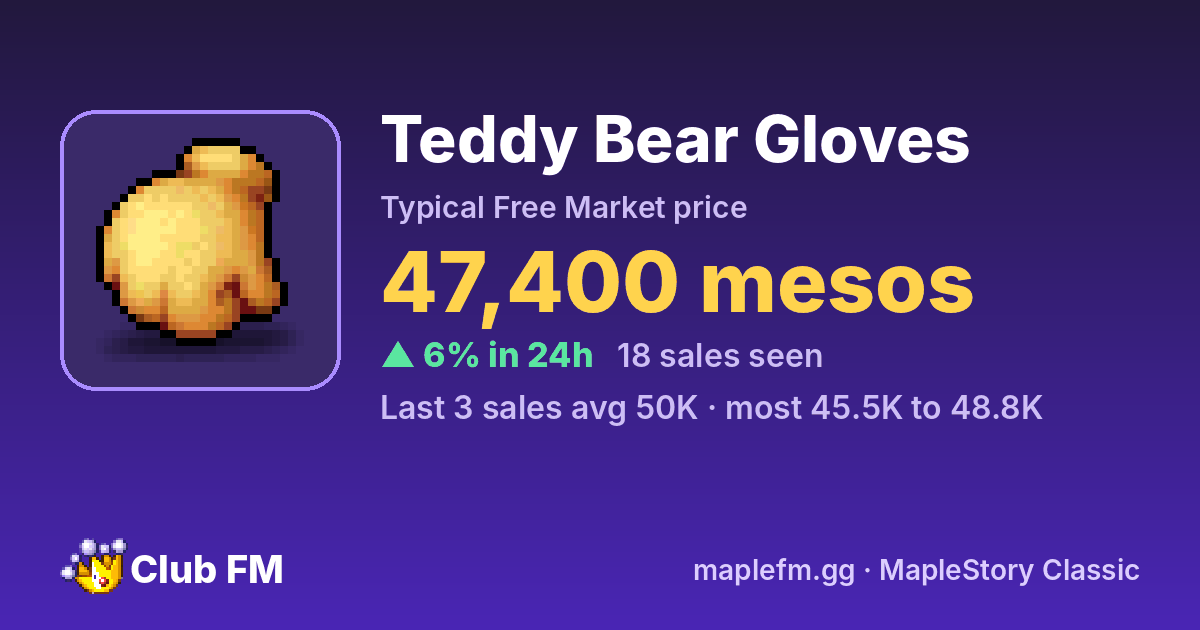 Teddy Bear Gloves
Typical Free Market price
47,400 mesos
▲ 6% in 24h 18 sales seen
Last 3 sales avg 50K · most 45.5K to 48.8K
Club FM
maplefm.gg · MapleStory Classic